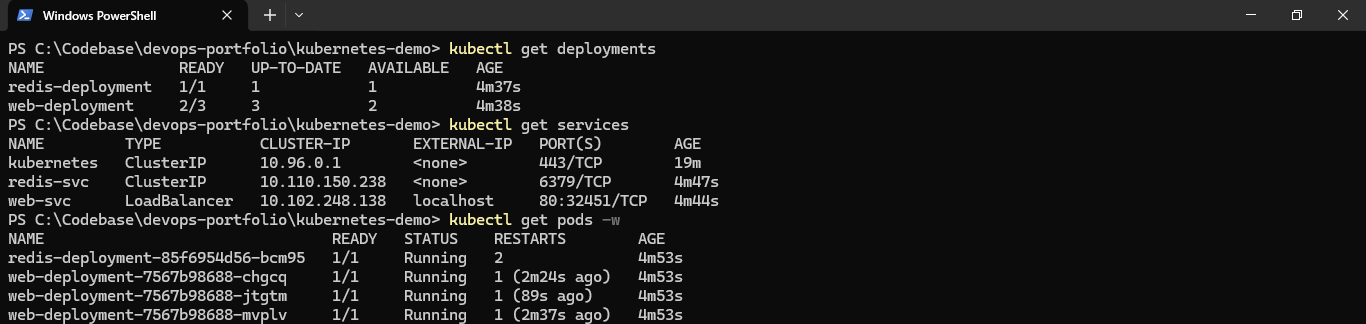 Windows PowerShell
PS C:\Codebase\devops-portfolio\kubernetes-demo> kubectl get deployments
NAME READY UP-TO-DATE AVAILABLE AGE
redis-deployment 1/1 1 1 4m37s
web-deployment 2/3 3 2 4m38s
PS C:\Codebase\devops-portfolio\kubernetes-demo> kubectl get services
NAME TYPE CLUSTER-IP EXTERNAL-IP PORT(S) AGE
kubernetes ClusterIP 10.96.0.1 <none> 443/TCP 19m
redis-svc ClusterIP 10.110.150.238 <none> 6379/TCP 4m47s
web-svc LoadBalancer 10.102.248.138 localhost 80:32451/TCP 4m44s
PS C:\Codebase\devops-portfolio\kubernetes-demo> kubectl get pods -w
NAME READY STATUS RESTARTS AGE
redis-deployment-85f6954d56-bcm95 1/1 Running 2 4m53s
web-deployment-7567b98688-chgcq 1/1 Running 1 (2m24s ago) 4m53s
web-deployment-7567b98688-jtgtm 1/1 Running 1 (89s ago) 4m53s
web-deployment-7567b98688-mvplv 1/1 Running 1 (2m37s ago) 4m53s